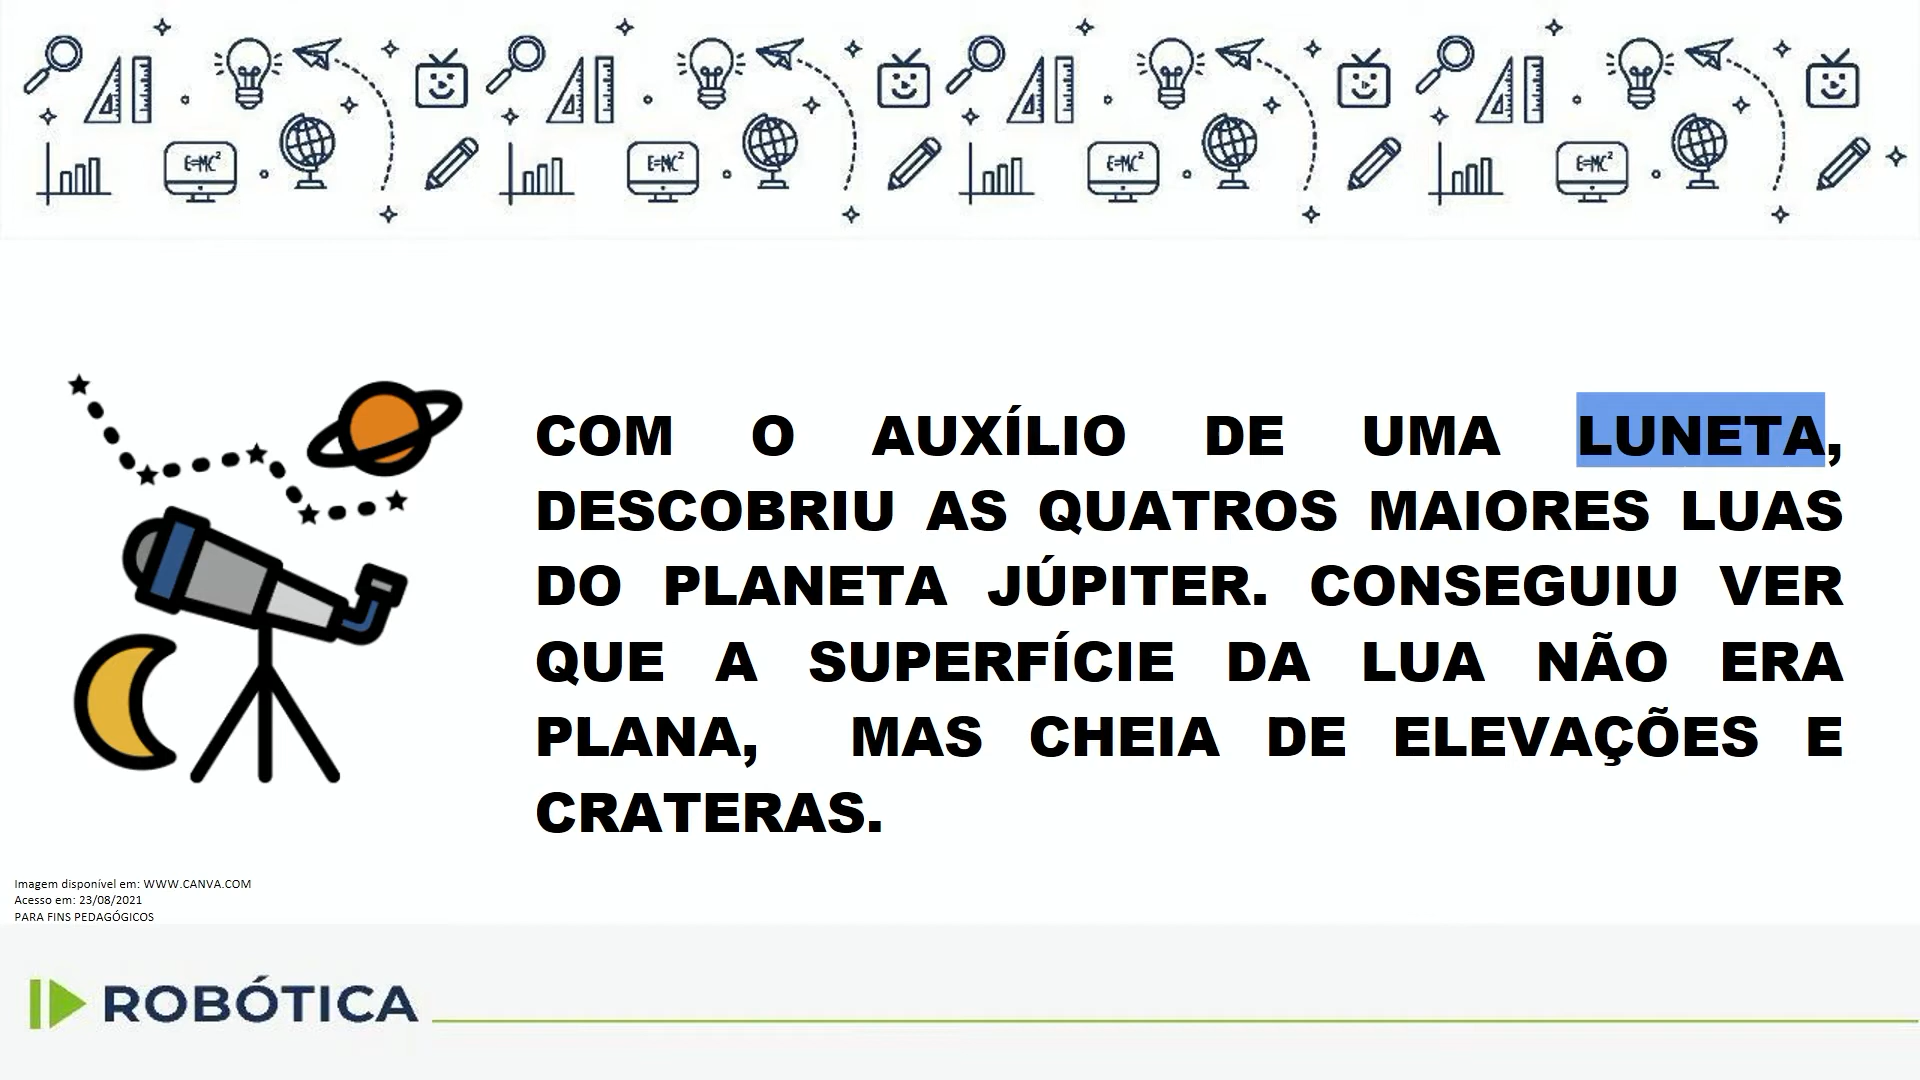 E=MC² E=MC² E=MC² E=MC²
COM O AUXÍLIO DE UMA LUNETA,
DESCOBRIU AS QUATROS MAIORES LUAS
DO PLANETA JÚPITER. CONSEGUIU VER
QUE A SUPERFÍCIE DA LUA NÃO ERA
PLANA, MAS CHEIA DE ELEVAÇÕES E
CRATERAS.
Imagem disponível em: WWW.CANVA.COM
Acesso em: 23/08/2021
PARA FINS PEDAGÓGICOS
ROBÓTICA